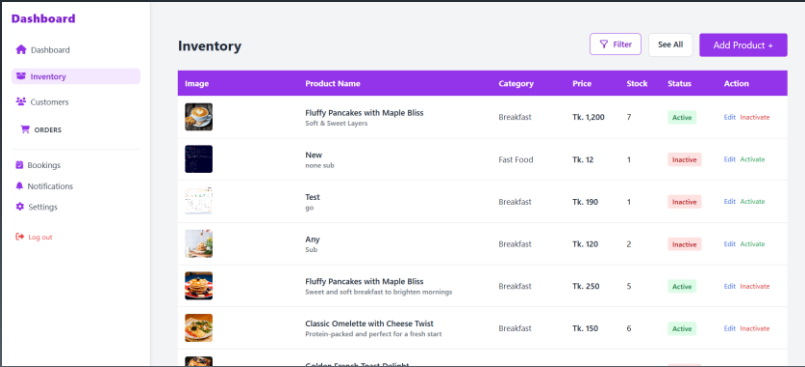 Dashboard
Dashboard
Inventory
Customers
ORDERS
Bookings
Notifications
Settings
Log out
Inventory
Filter
See All
Add Product +
Image Product Name Category Price Stock Status Action
Fluffy Pancakes with Maple Bliss
Soft & Sweet Layers
Breakfast Tk. 1,200 7 Active Edit Inactivate
New
none sub
Fast Food Tk. 12 1 Inactive Edit Activate
Test
go
Breakfast Tk. 190 1 Inactive Edit Activate
Any
Sub
Breakfast Tk. 120 2 Inactive Edit Activate
Fluffy Pancakes with Maple Bliss
Sweet and soft breakfast to brighten mornings
Breakfast Tk. 250 5 Active Edit Inactivate
Classic Omelette with Cheese Twist
Protein-packed and perfect for a fresh start
Breakfast Tk. 150 6 Active Edit Inactivate
Golden French Toast Delight